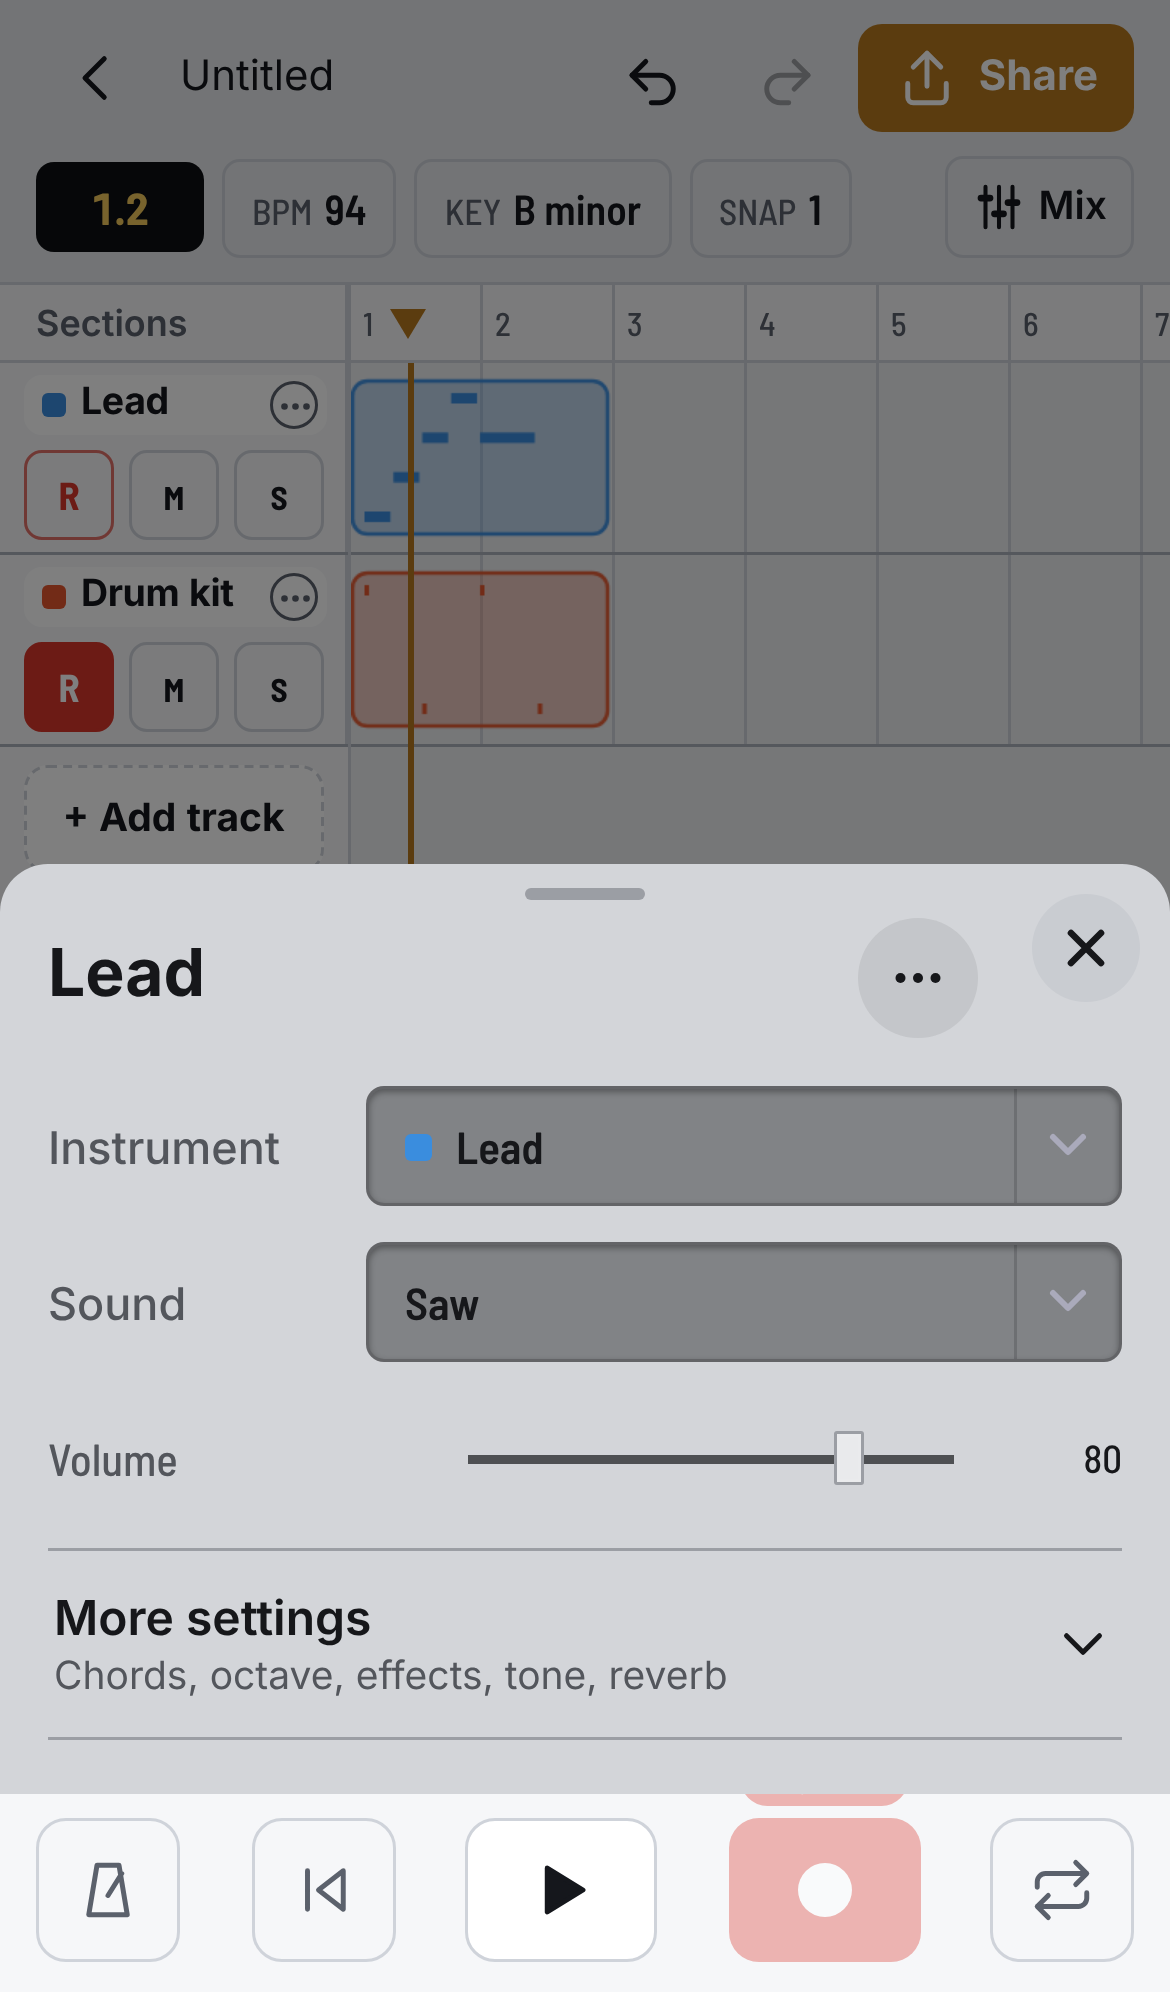 Untitled
Share
1.2
BPM 94
KEY B minor
SNAP 1
Mix
Sections
1 2 3 4 5 6 7
Lead
R M S
Drum kit
R M S
+ Add track
Lead
Instrument
Lead
Sound
Saw
Volume
80
More settings
Chords, octave, effects, tone, reverb